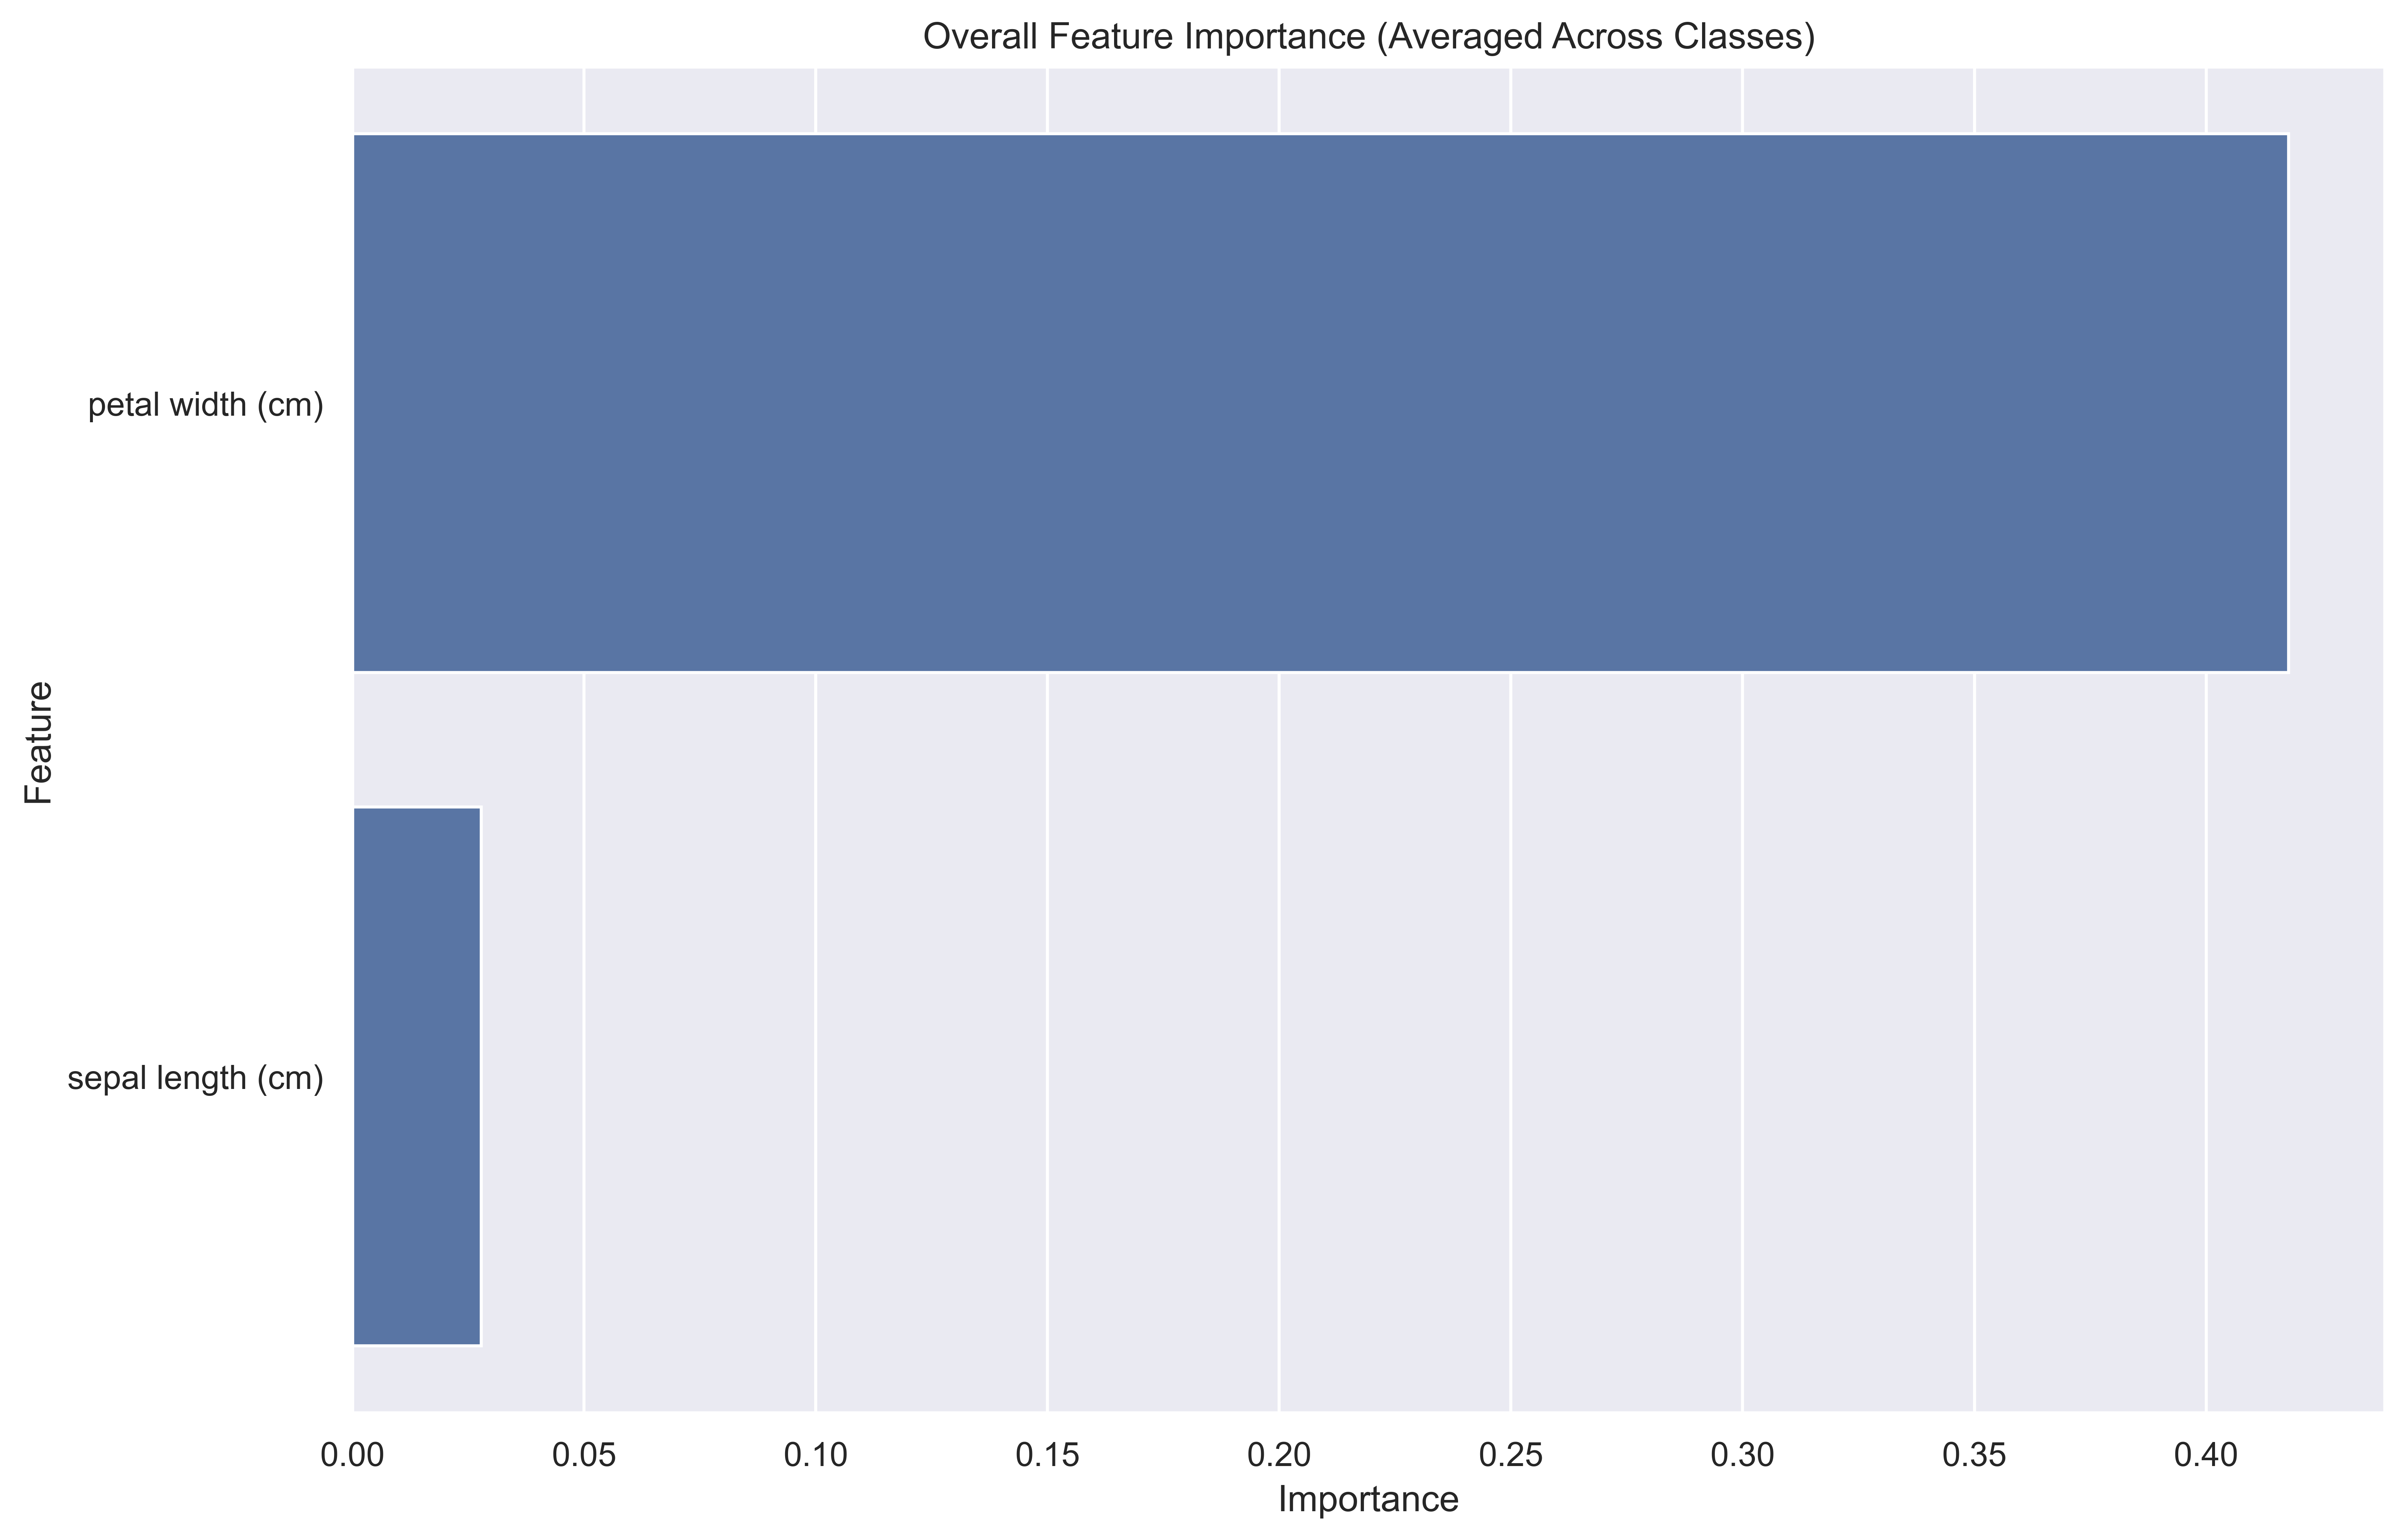 Overall Feature Importance (Averaged Across Classes)
petal width (cm)
Feature
sepal length (cm)
0.00 0.05 0.10 0.15 0.20 0.25 0.30 0.35 0.40
Importance